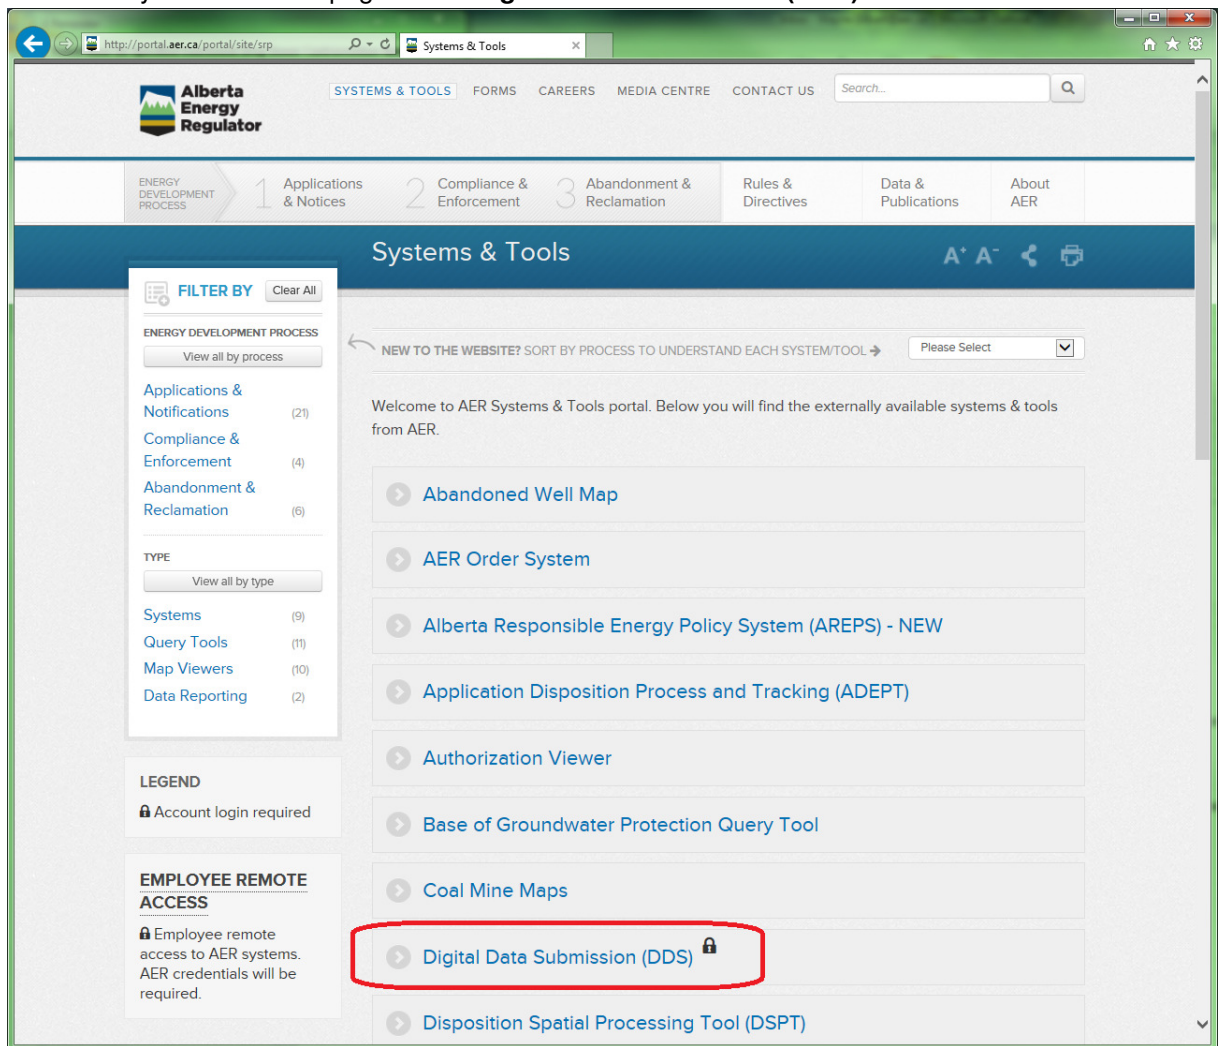 http://portal.aer.ca/portal/site/srp
Systems & Tools
Alberta
Energy
Regulator
SYSTEMS & TOOLS FORMS CAREERS MEDIA CENTRE CONTACT US
Search...
ENERGY
DEVELOPMENT
PROCESS
1 Applications
& Notices
2 Compliance &
Enforcement
3 Abandonment &
Reclamation
Rules &
Directives
Data &
Publications
About
AER
Systems & Tools
A+ A-
FILTER BY Clear All
ENERGY DEVELOPMENT PROCESS
View all by process
Applications &
Notifications (21)
Compliance &
Enforcement (4)
Abandonment &
Reclamation (6)
TYPE
View all by type
Systems (9)
Query Tools (11)
Map Viewers (10)
Data Reporting (2)
LEGEND
Account login required
EMPLOYEE REMOTE
ACCESS
Employee remote
access to AER systems.
AER credentials will be
required.
NEW TO THE WEBSITE? SORT BY PROCESS TO UNDERSTAND EACH SYSTEM/TOOL
Please Select
Welcome to AER Systems & Tools portal. Below you will find the externally available systems & tools
from AER.
Abandoned Well Map
AER Order System
Alberta Responsible Energy Policy System (AREPS) - NEW
Application Disposition Process and Tracking (ADEPT)
Authorization Viewer
Base of Groundwater Protection Query Tool
Coal Mine Maps
Digital Data Submission (DDS)
Disposition Spatial Processing Tool (DSPT)